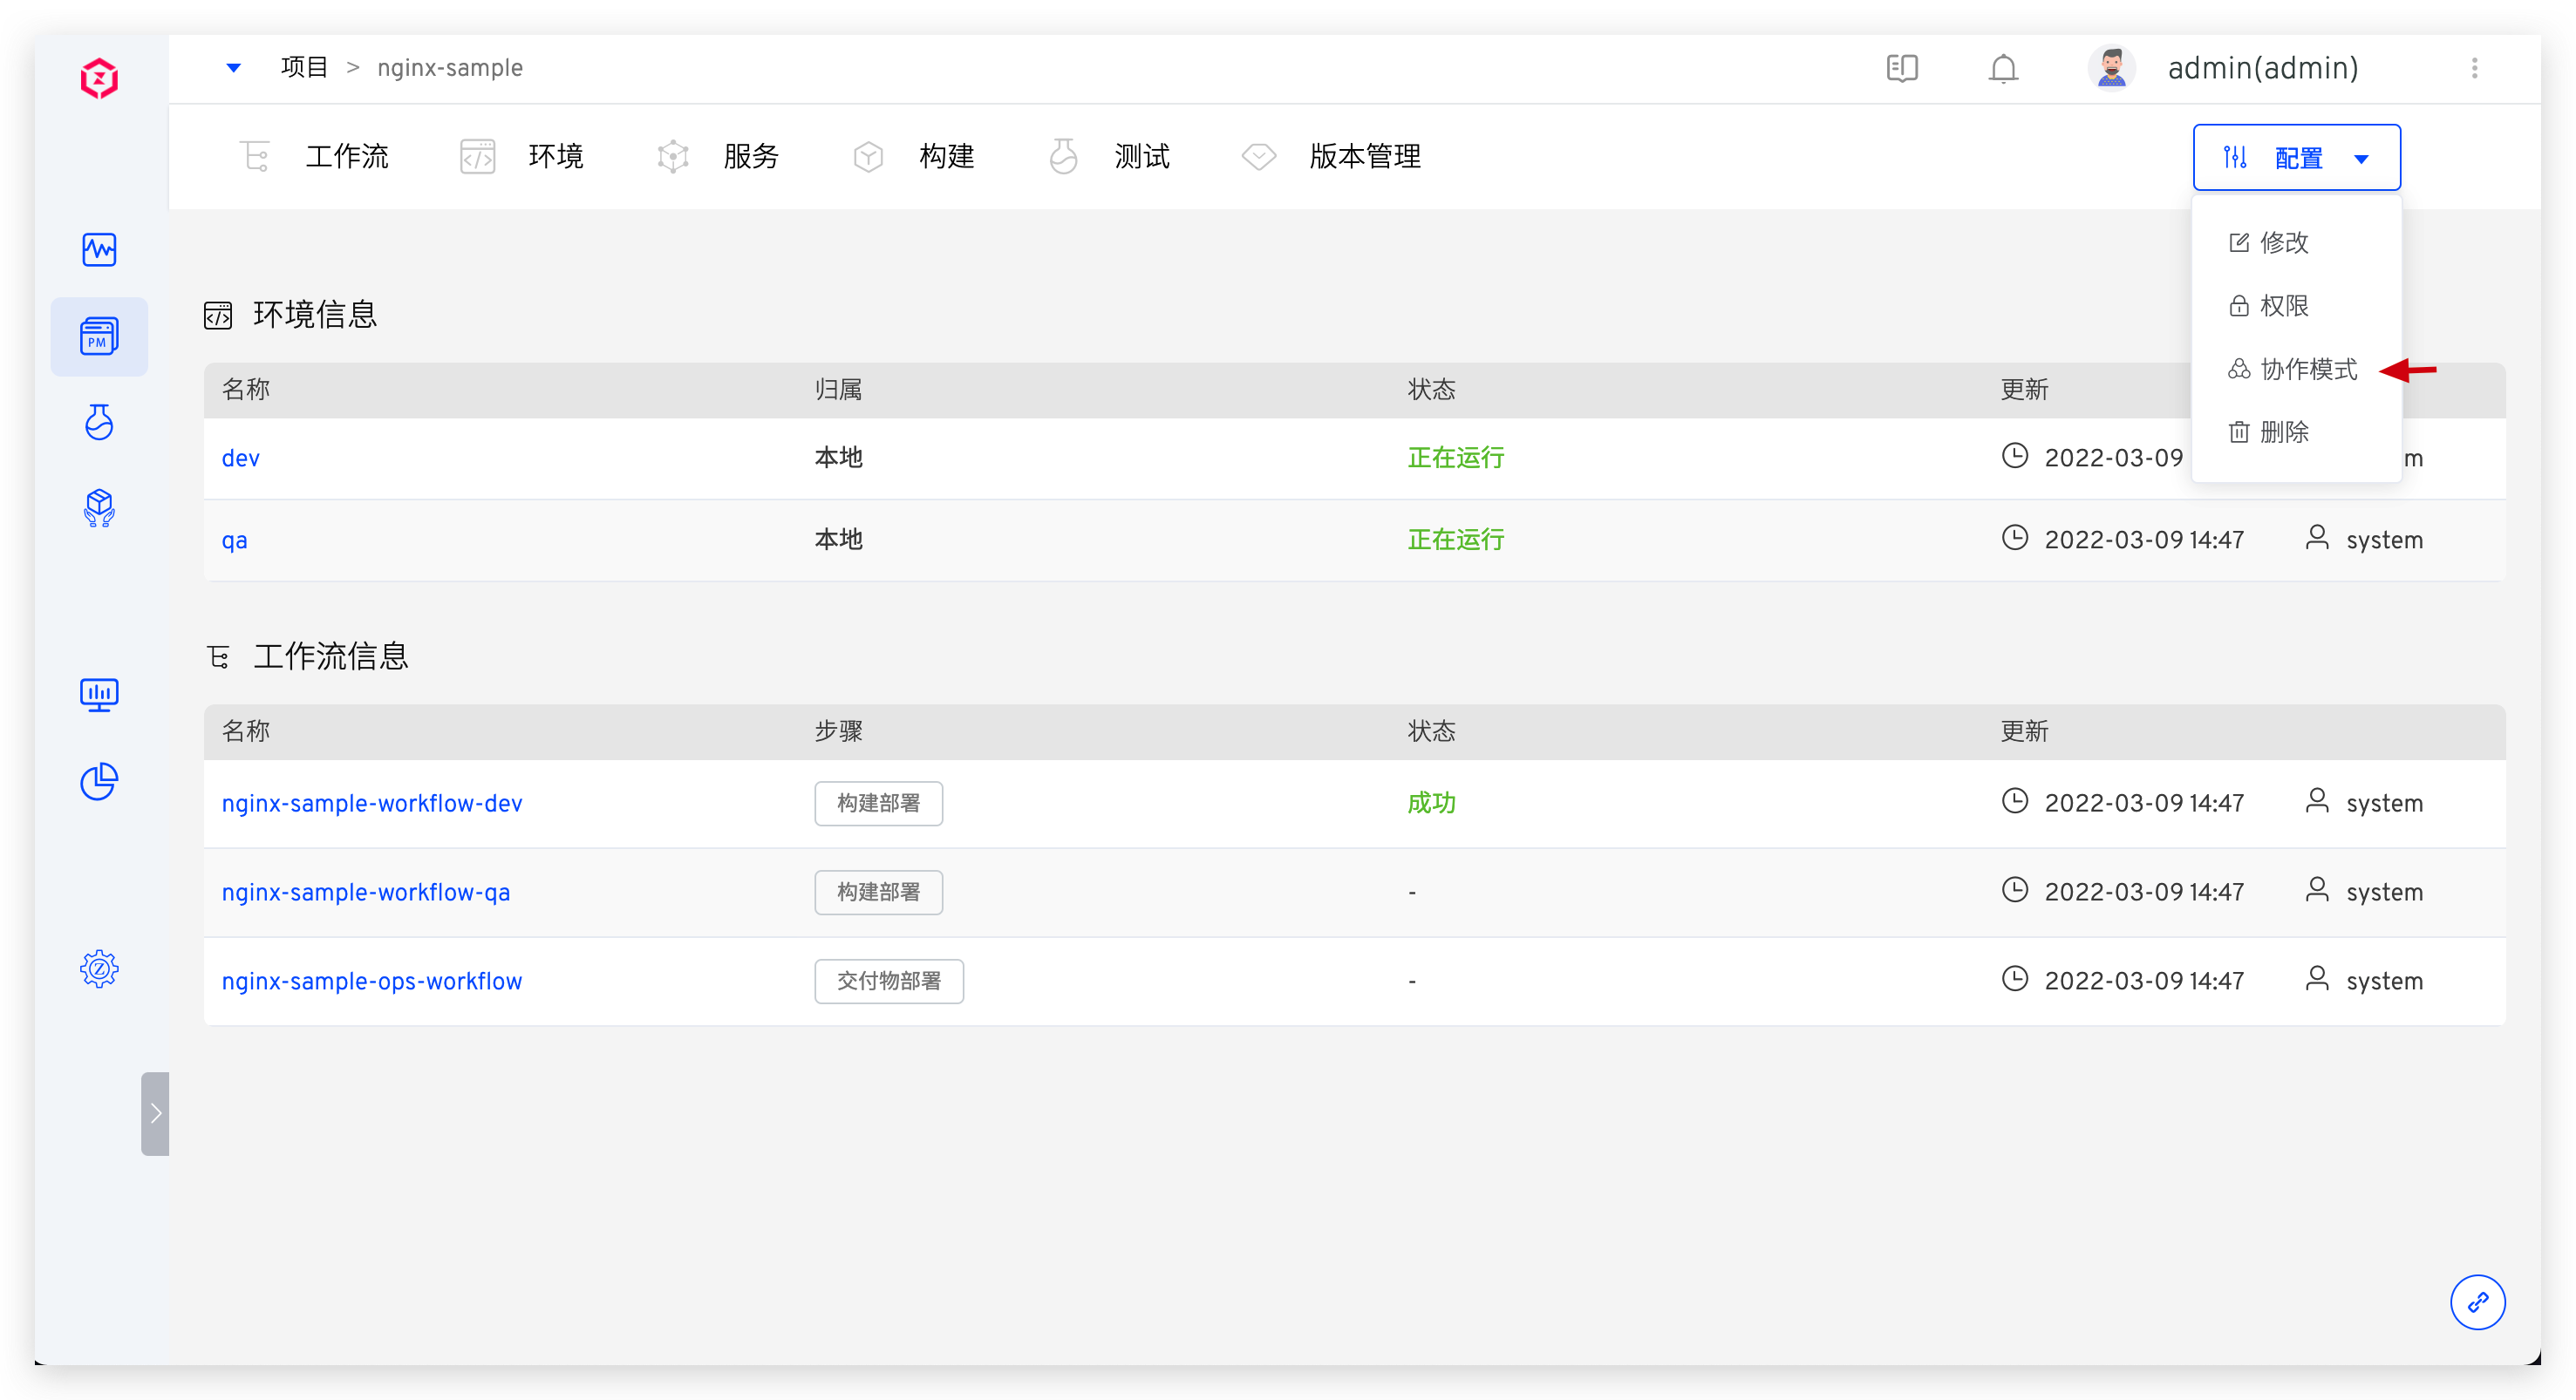 项目 > nginx-sample
admin(admin)
工作流 环境 服务 构建 测试 版本管理
配置
修改
权限
协作模式
删除
PM
环境信息
名称 归属 状态 更新
dev 本地 正在运行 2022-03-09 m
qa 本地 正在运行 2022-03-09 14:47 system
工作流信息
名称 步骤 状态 更新
nginx-sample-workflow-dev 构建部署 成功 2022-03-09 14:47 system
nginx-sample-workflow-qa 构建部署 - 2022-03-09 14:47 system
nginx-sample-ops-workflow 交付物部署 - 2022-03-09 14:47 system